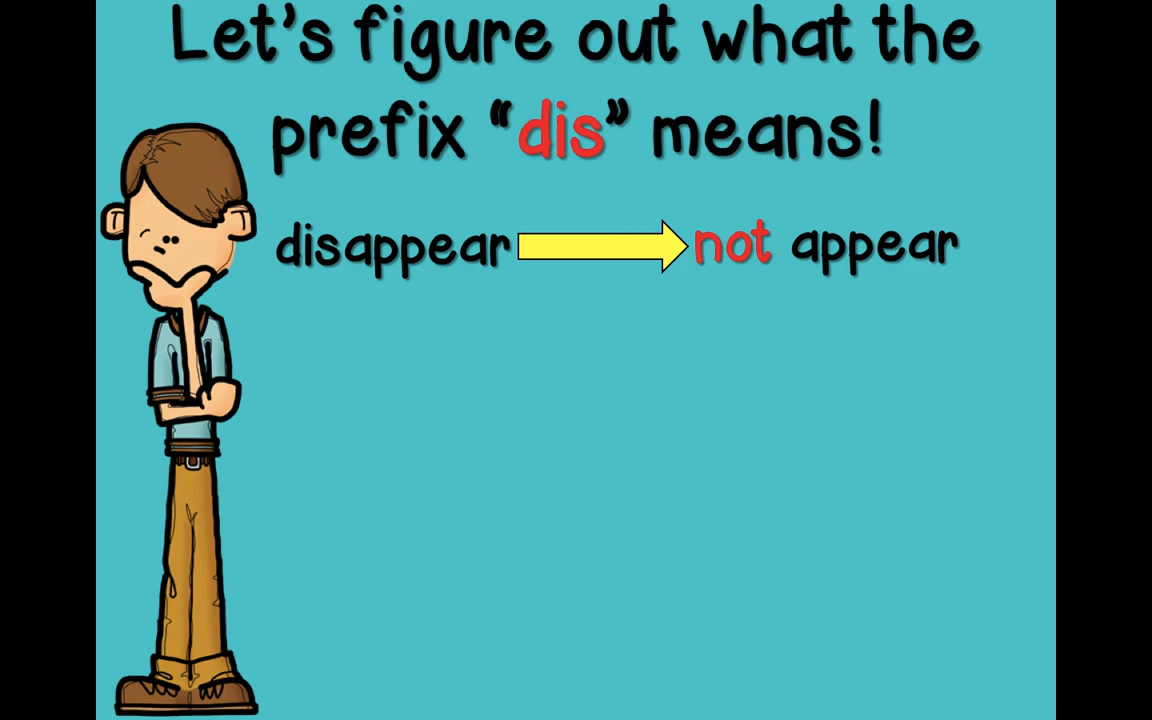 Let’s figure out what the
prefix “dis” means!
disappear not appear